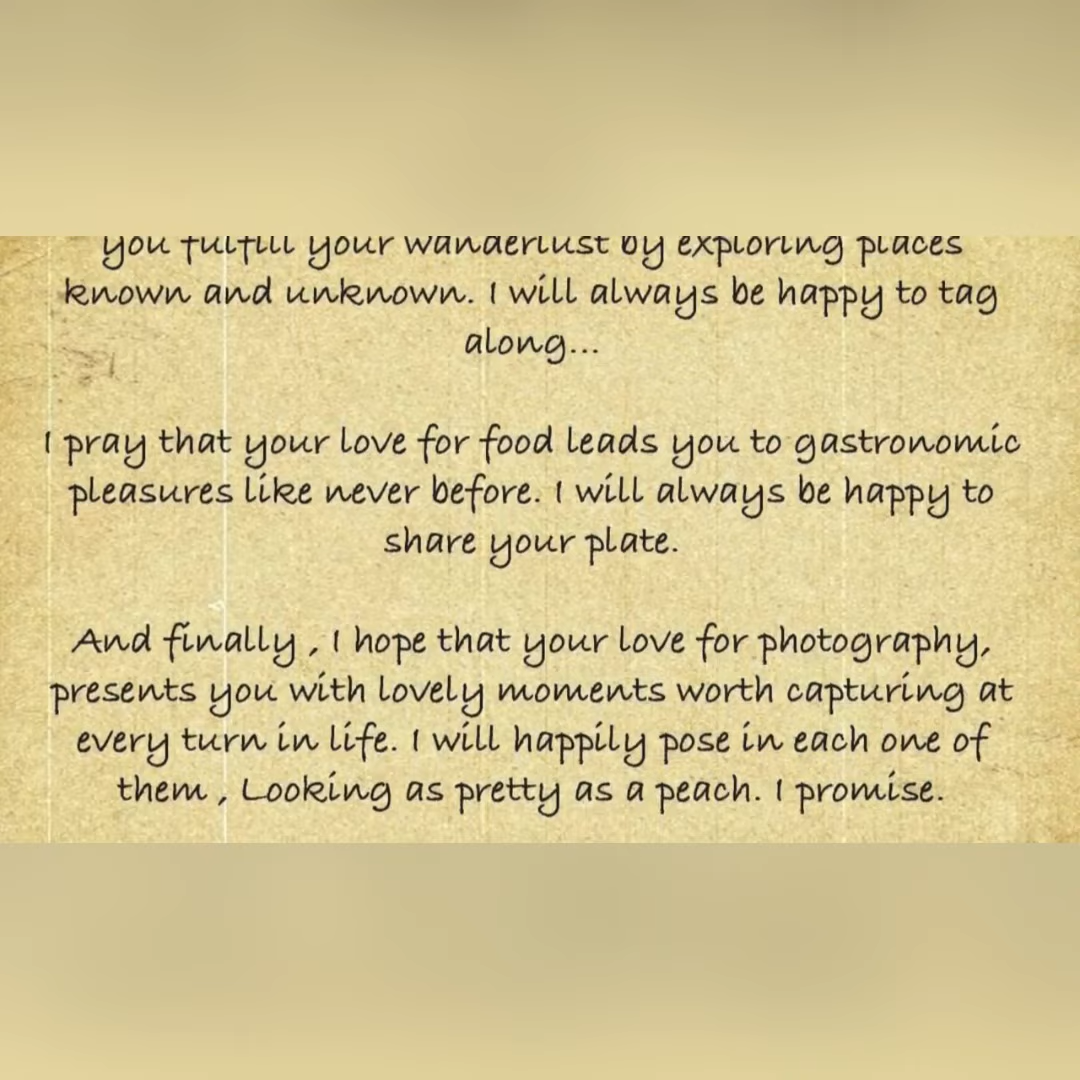 you fulfill your wanderlust by exploring places
known and unknown. I will always be happy to tag
along...
I pray that your love for food leads you to gastronomic
pleasures like never before. I will always be happy to
share your plate.
And finally , I hope that your love for photography,
presents you with lovely moments worth capturing at
every turn in life. I will happily pose in each one of
them , Looking as pretty as a peach. I promise.